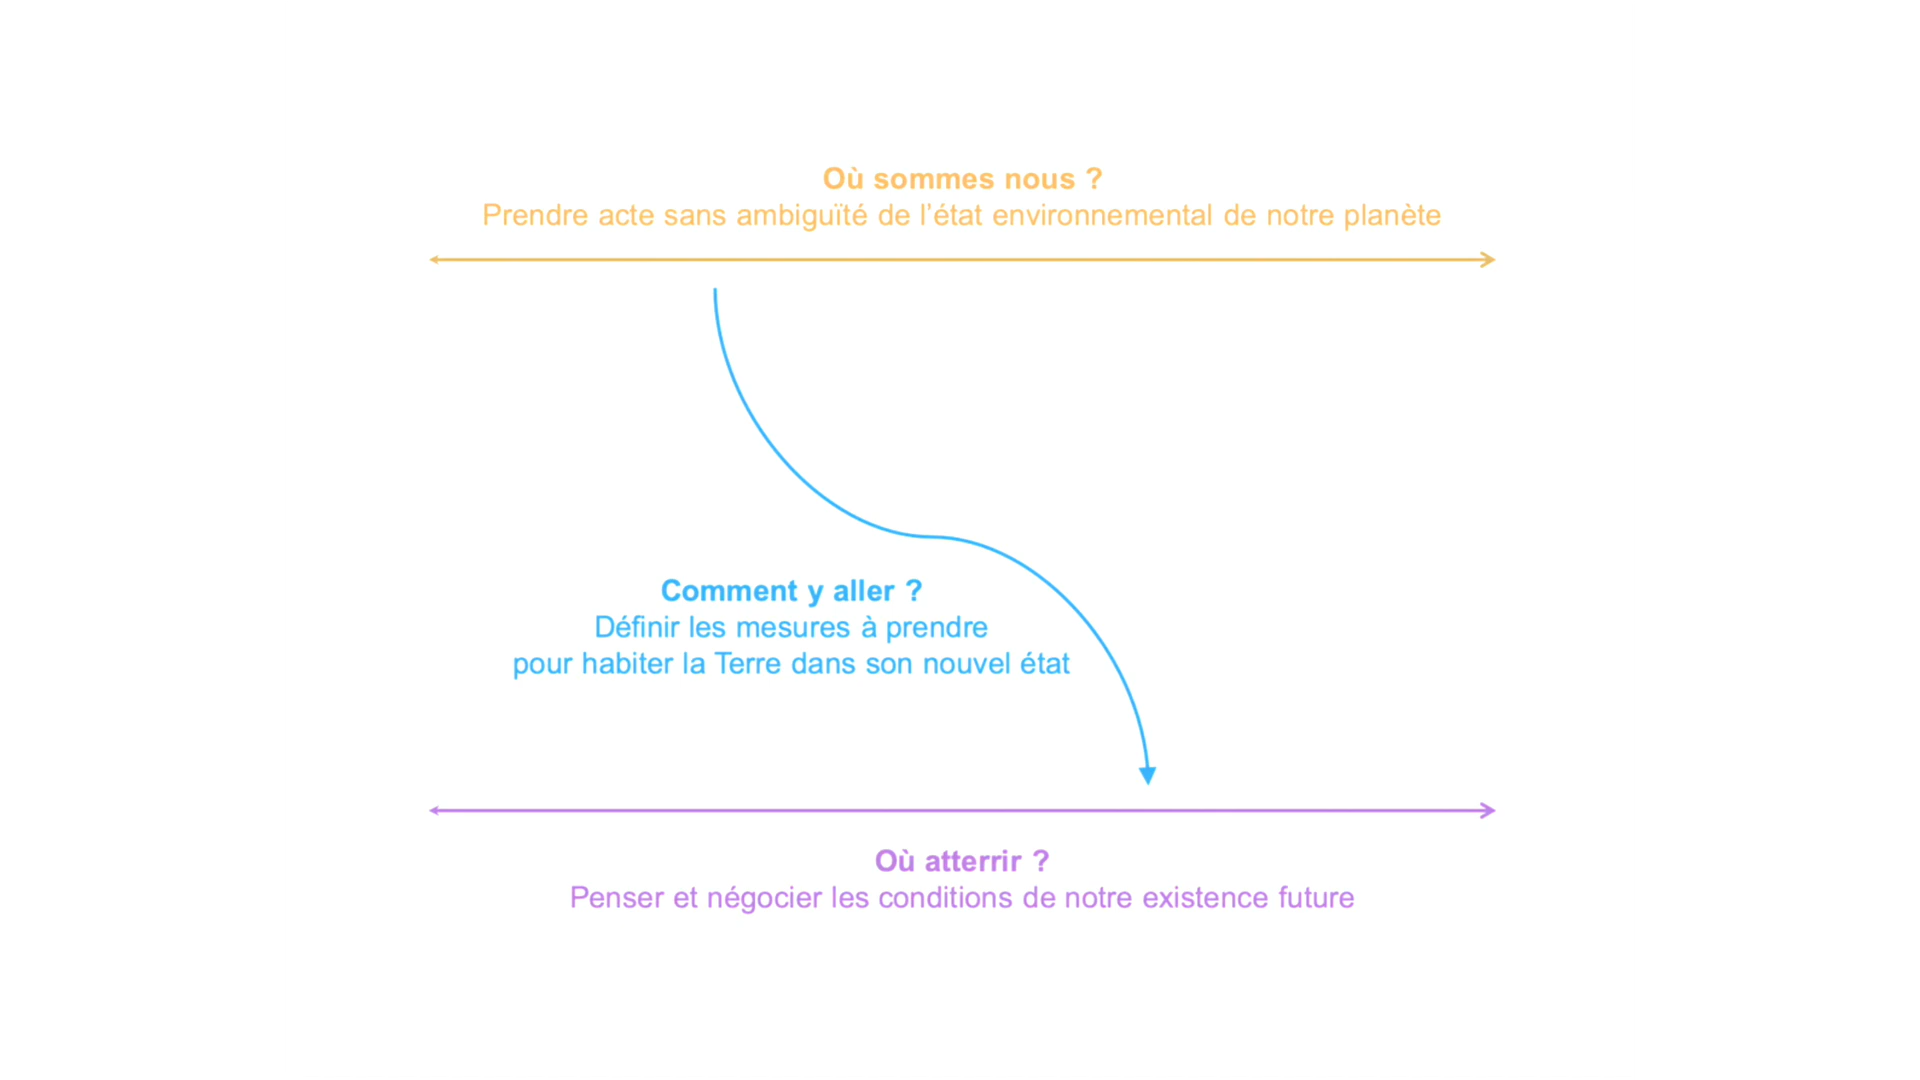 Où sommes nous ?
Prendre acte sans ambiguïté de l’état environnemental de notre planète
Comment y aller ?
Définir les mesures à prendre
pour habiter la Terre dans son nouvel état
Où atterrir ?
Penser et négocier les conditions de notre existence future